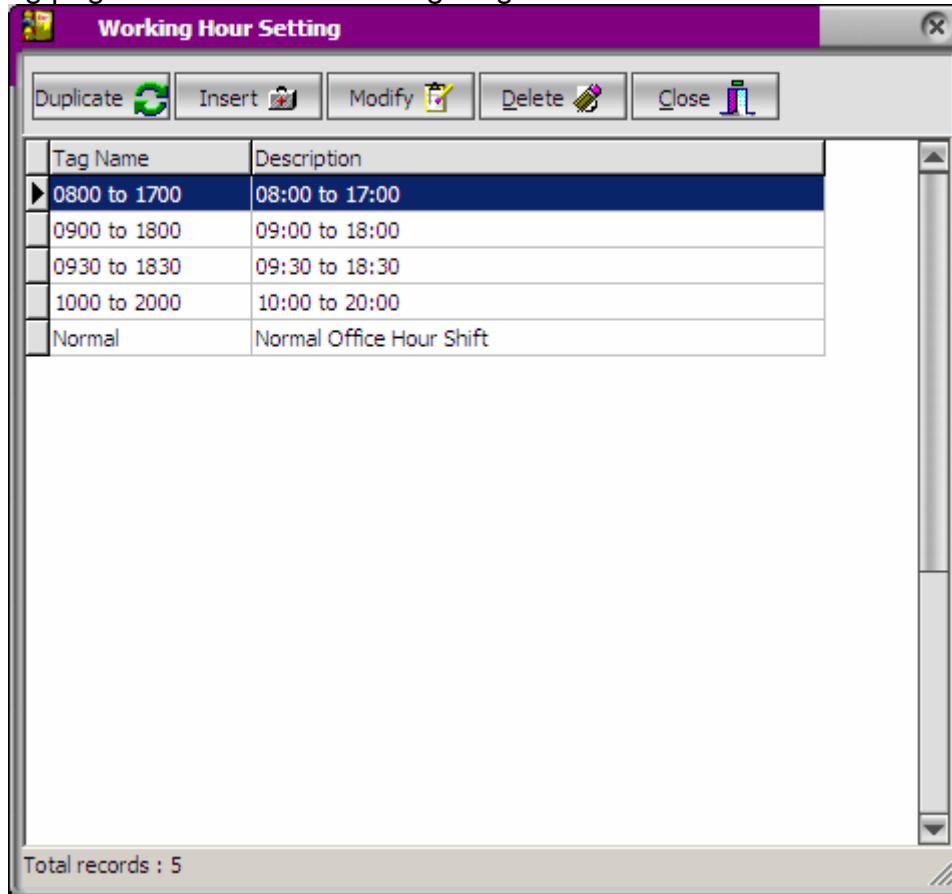 Working Hour Setting
Duplicate Insert Modify Delete Close
Tag Name Description
0800 to 1700 08:00 to 17:00
0900 to 1800 09:00 to 18:00
0930 to 1830 09:30 to 18:30
1000 to 2000 10:00 to 20:00
Normal Normal Office Hour Shift
Total records : 5